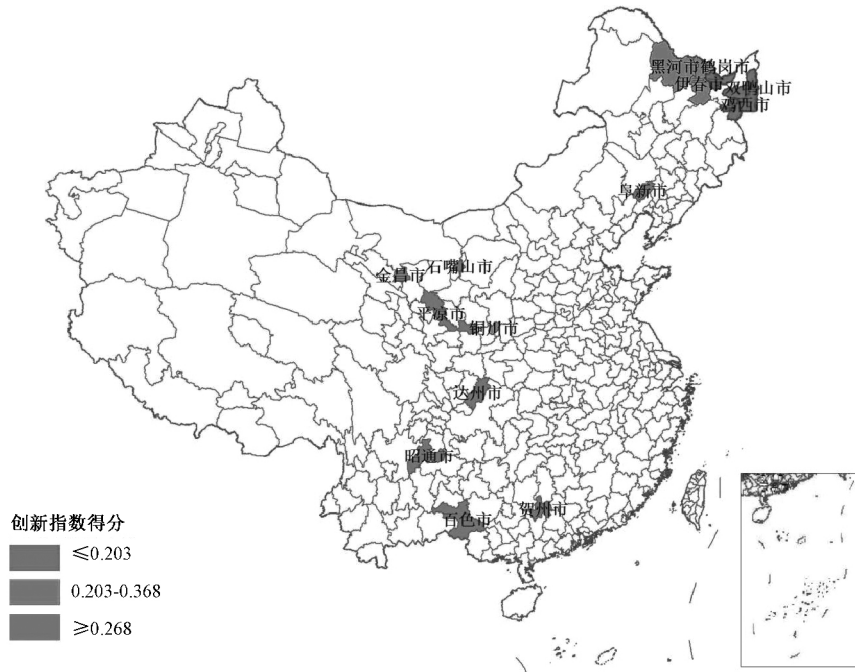 黑河市鹤岗市
伊春市 双鸭山市
鸡西市
阜新市
金昌市 石嘴山市
平凉市 铜川市
达州市
昭通市
百色市 贺州市
创新指数得分
≤0.203
0.203-0.368
≥0.268